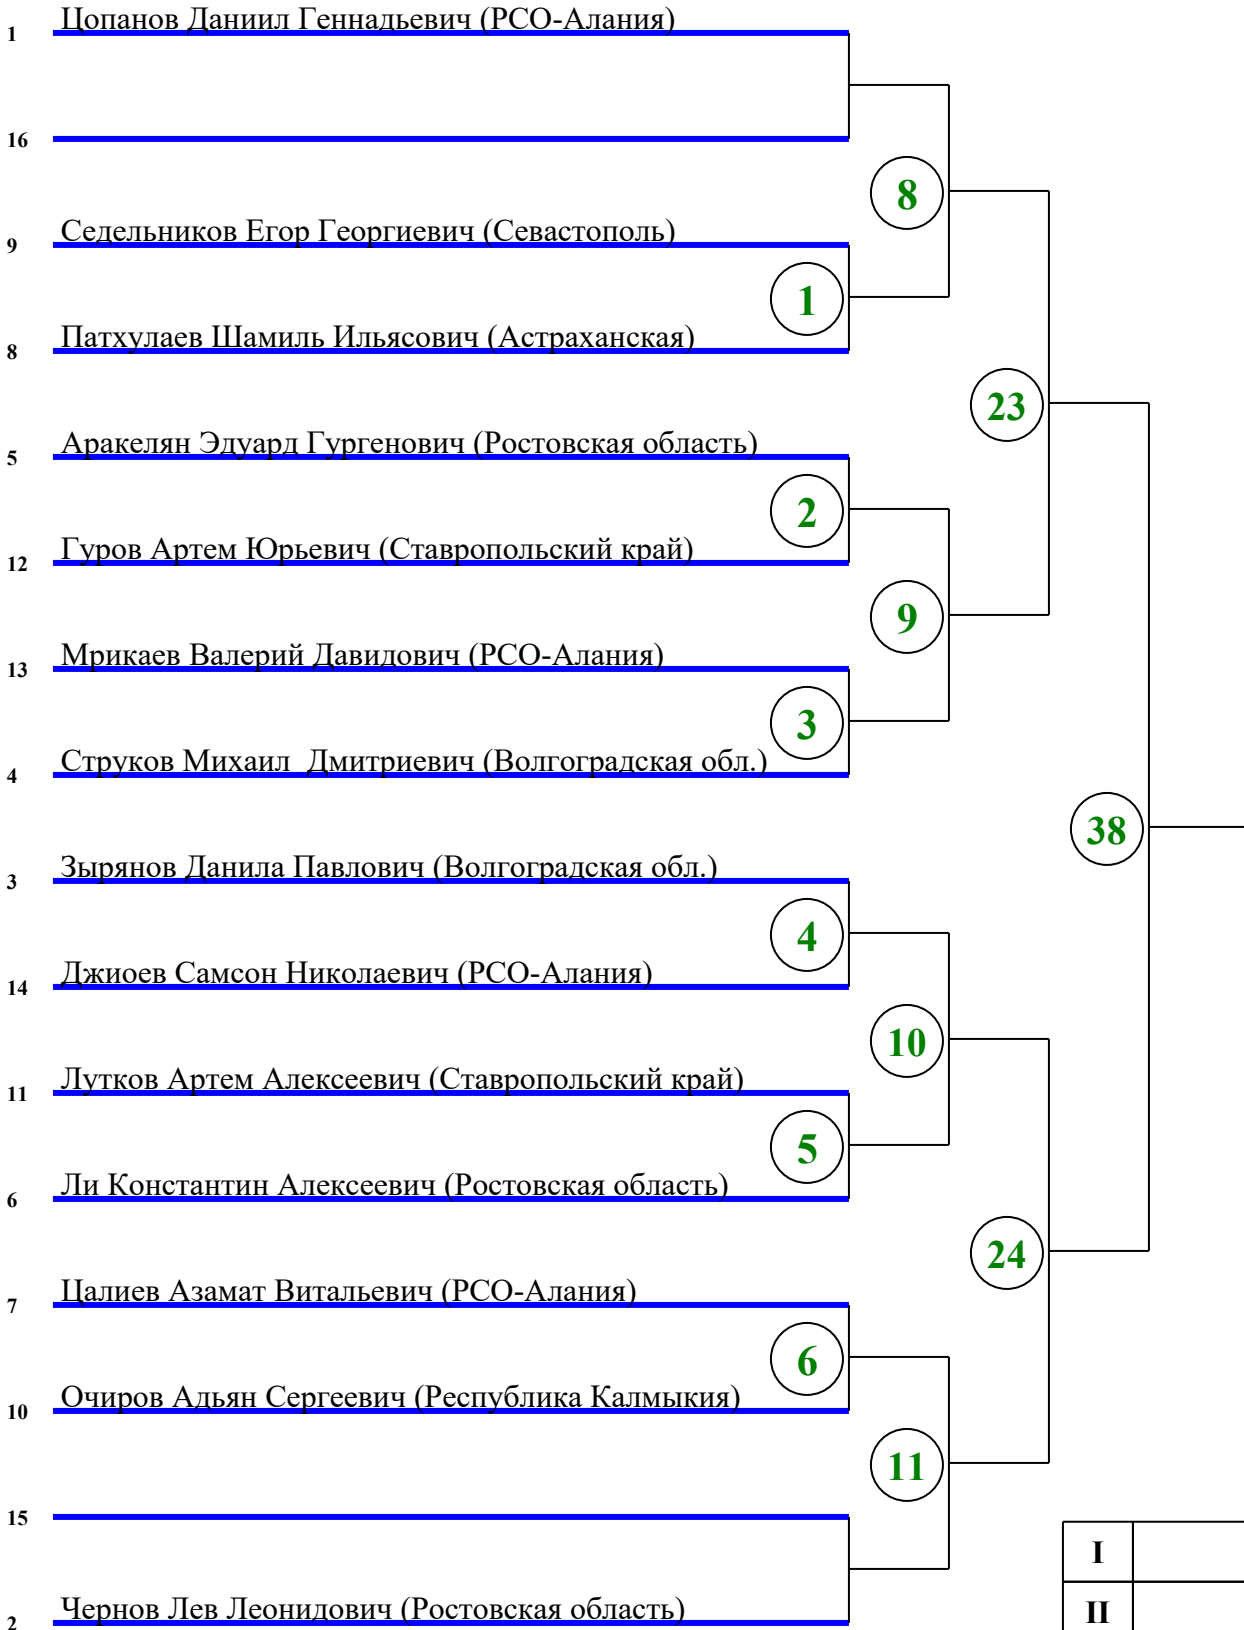 1 Цопанов Даниил Геннадьевич (РСО-Алания)
16
8
9 Седельников Егор Георгиевич (Севастополь)
1
8 Патхулаев Шамиль Ильясович (Астраханская)
23
5 Аракелян Эдуард Гургенович (Ростовская область)
2
12 Гуров Артем Юрьевич (Ставропольский край)
9
13 Мрикаев Валерий Давидович (РСО-Алания)
3
4 Струков Михаил  Дмитриевич (Волгоградская обл.)
38
3 Зырянов Данила Павлович (Волгоградская обл.)
4
14 Джиоев Самсон Николаевич (РСО-Алания)
10
11 Лутков Артем Алексеевич (Ставропольский край)
5
6 Ли Константин Алексеевич (Ростовская область)
24
7 Цалиев Азамат Витальевич (РСО-Алания)
6
10 Очиров Адьян Сергеевич (Республика Калмыкия)
11
15
I
2 Чернов Лев Леонидович (Ростовская область)
II